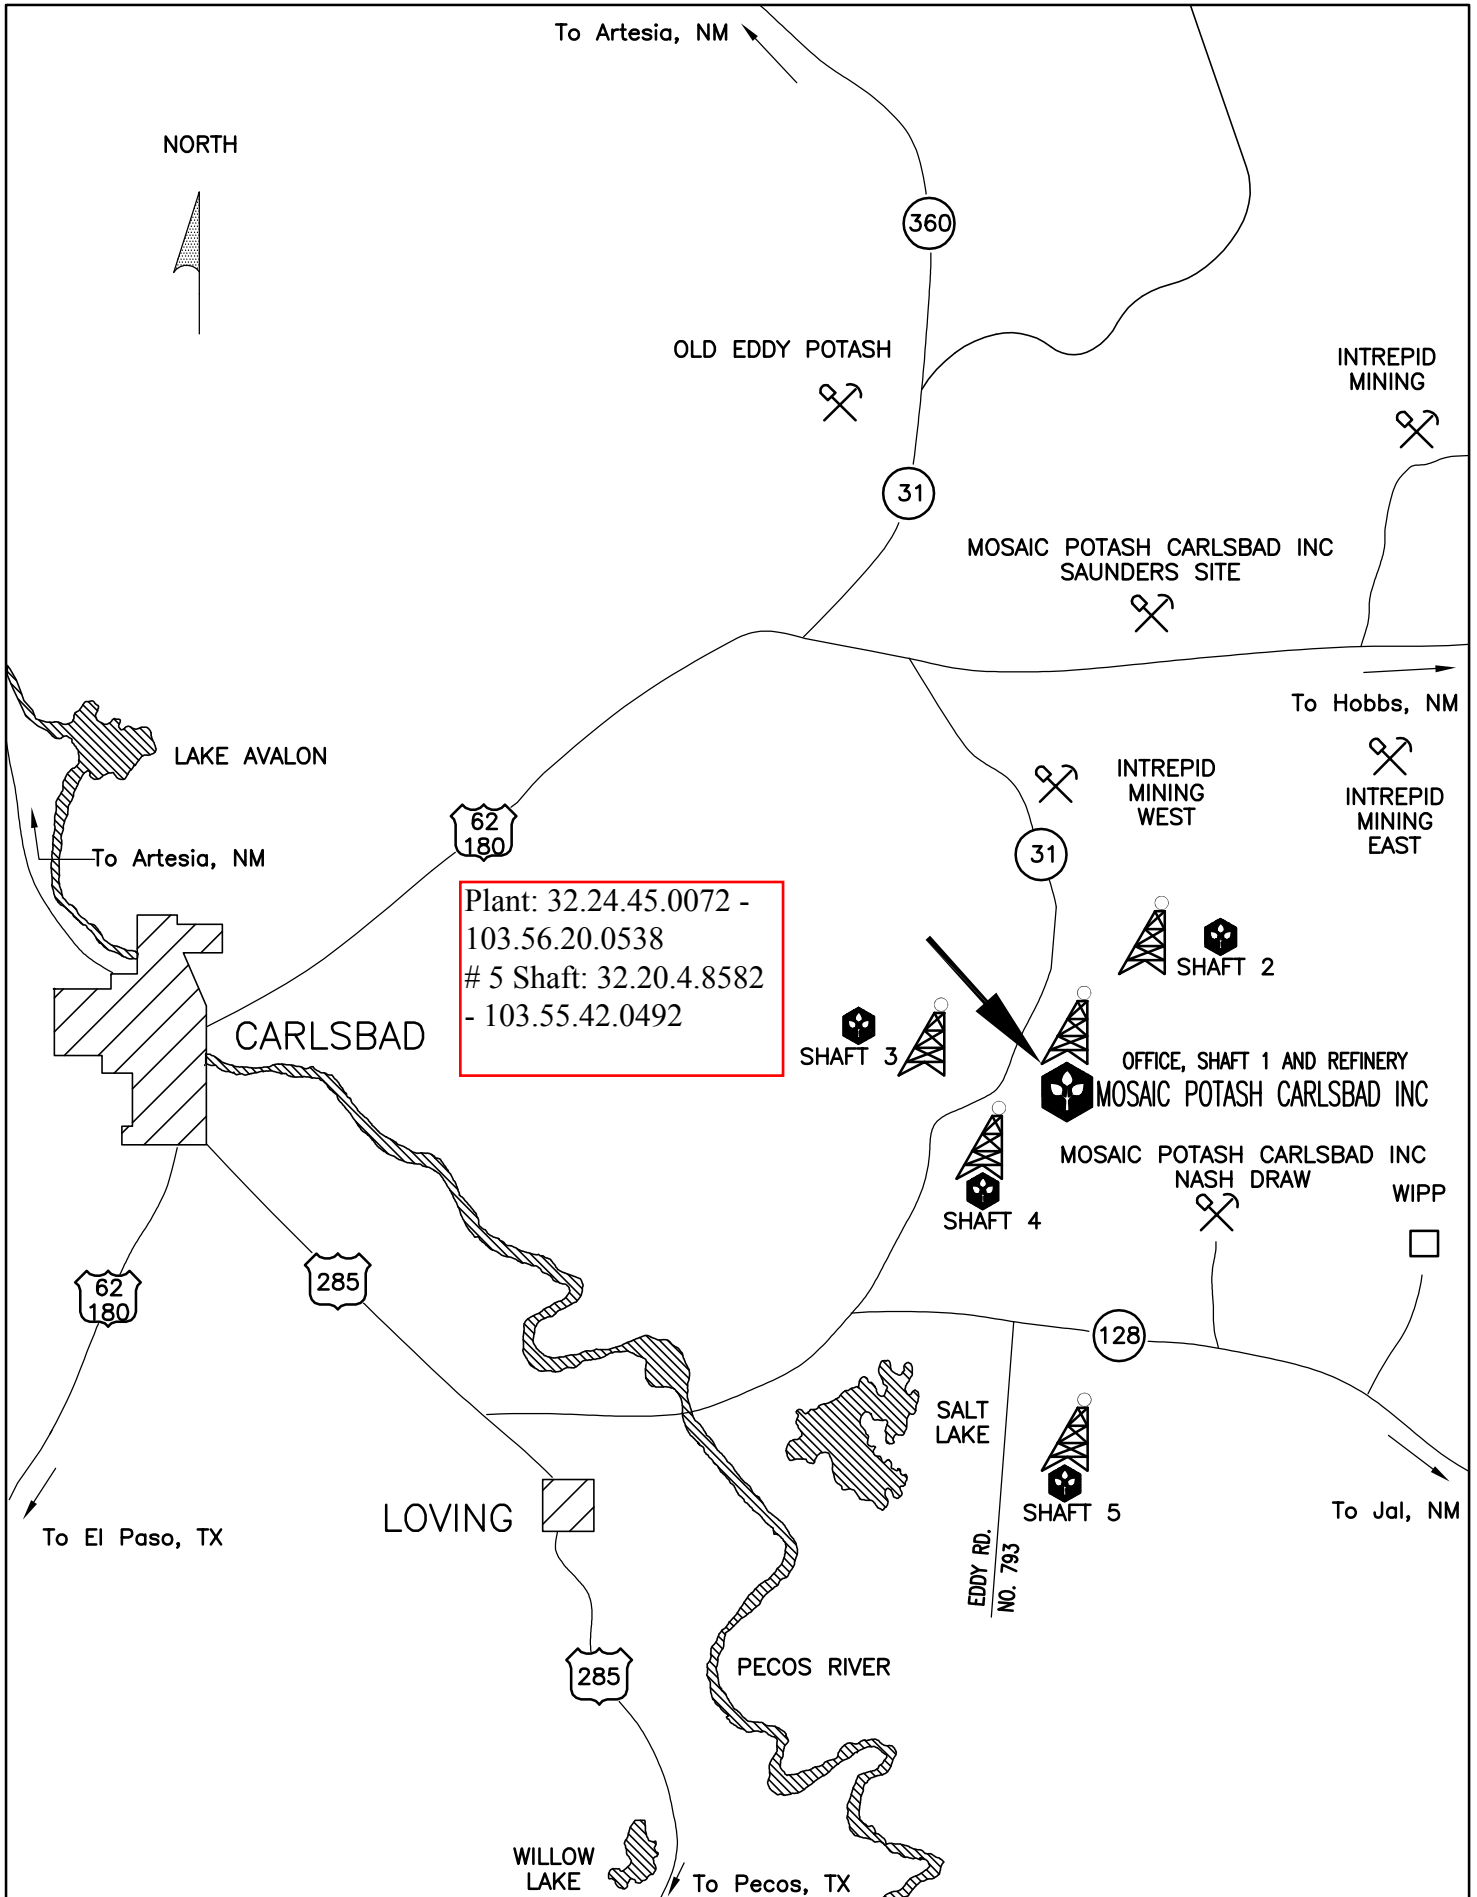 To Artesia, NM
NORTH
360
OLD EDDY POTASH
INTREPID
MINING
31
MOSAIC POTASH CARLSBAD INC
SAUNDERS SITE
To Hobbs, NM
LAKE AVALON
INTREPID
MINING
WEST
INTREPID
MINING
EAST
62
180
31
To Artesia, NM
Plant: 32.24.45.0072 -
103.56.20.0538
# 5 Shaft: 32.20.4.8582
- 103.55.42.0492
SHAFT 2
CARLSBAD
SHAFT 3
OFFICE, SHAFT 1 AND REFINERY
MOSAIC POTASH CARLSBAD INC
MOSAIC POTASH CARLSBAD INC
NASH DRAW
WIPP
SHAFT 4
62
180
285
128
SALT
LAKE
LOVING
SHAFT 5
To Jal, NM
To El Paso, TX
EDDY RD.
NO. 793
PECOS RIVER
285
WILLOW
LAKE
To Pecos, TX